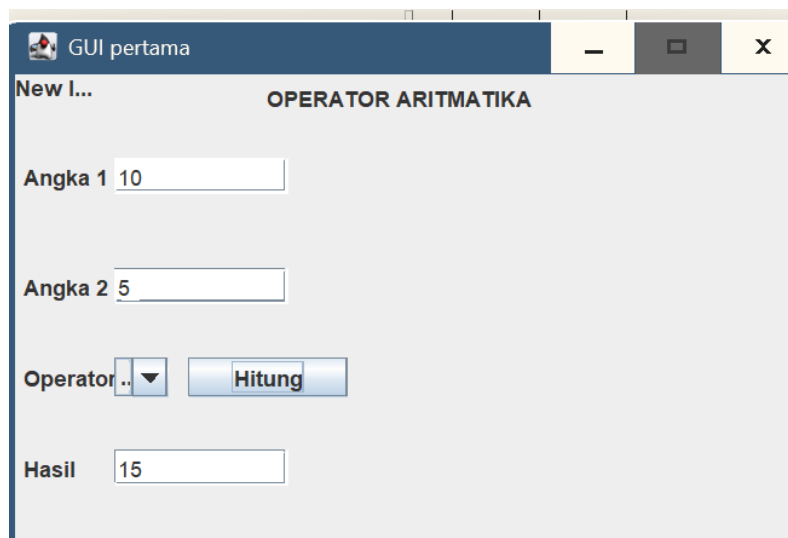 GUI pertama
New l...
OPERATOR ARITMATIKA
Angka 1 10
Angka 2 5
Operator .. Hitung
Hasil 15